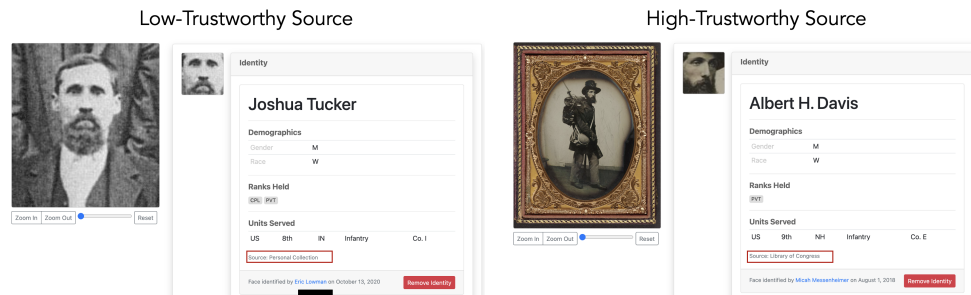 Low-Trustworthy Source
High-Trustworthy Source
Identity
Joshua Tucker
Demographics
Gender M
Race W
Ranks Held
CPL PVT
Units Served
US 8th IN Infantry Co. I
Source: Personal Collection
Face identified by Eric Lowman on October 13, 2020
Remove Identity
Zoom In Zoom Out Reset
Identity
Albert H. Davis
Demographics
Gender M
Race W
Ranks Held
PVT
Units Served
US 9th NH Infantry Co. E
Source: Library of Congress
Face identified by Micah Messenheimer on August 1, 2018
Remove Identity
Zoom In Zoom Out Reset